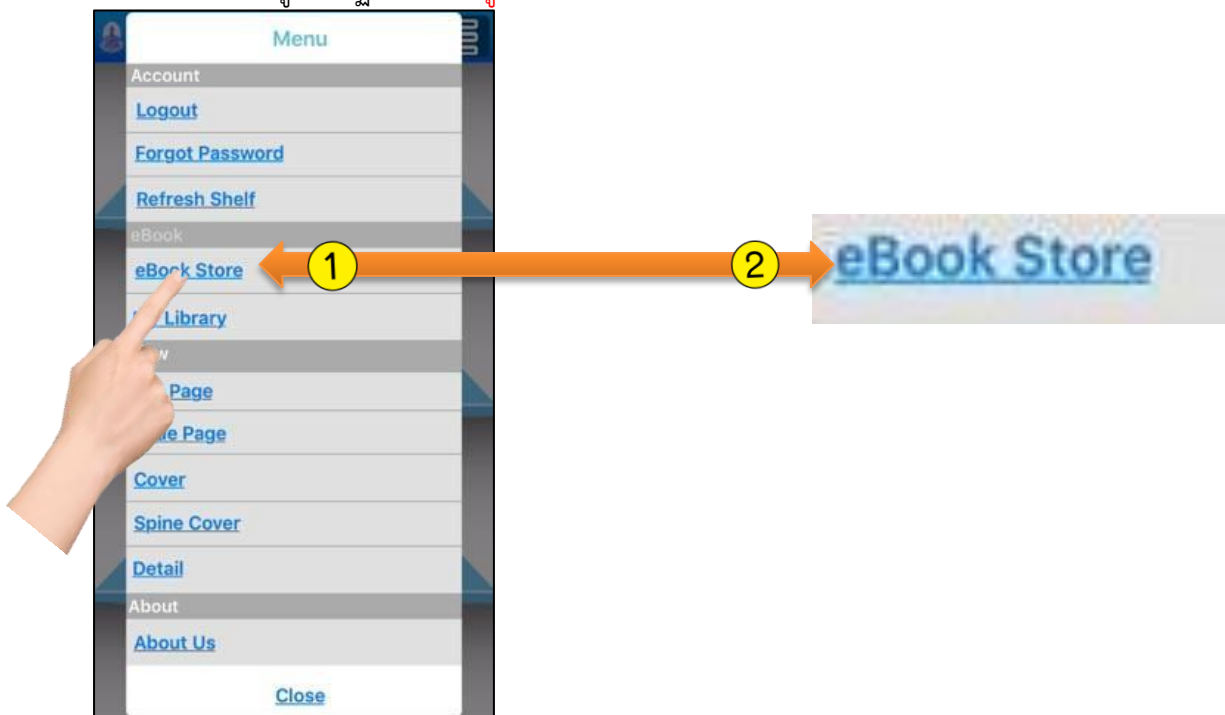 Menu
Account
Logout
Forgot Password
Refresh Shelf
eBook
eBook Store
1
2
eBook Store
Library
Page
Page
Cover
Spine Cover
Detail
About
About Us
Close